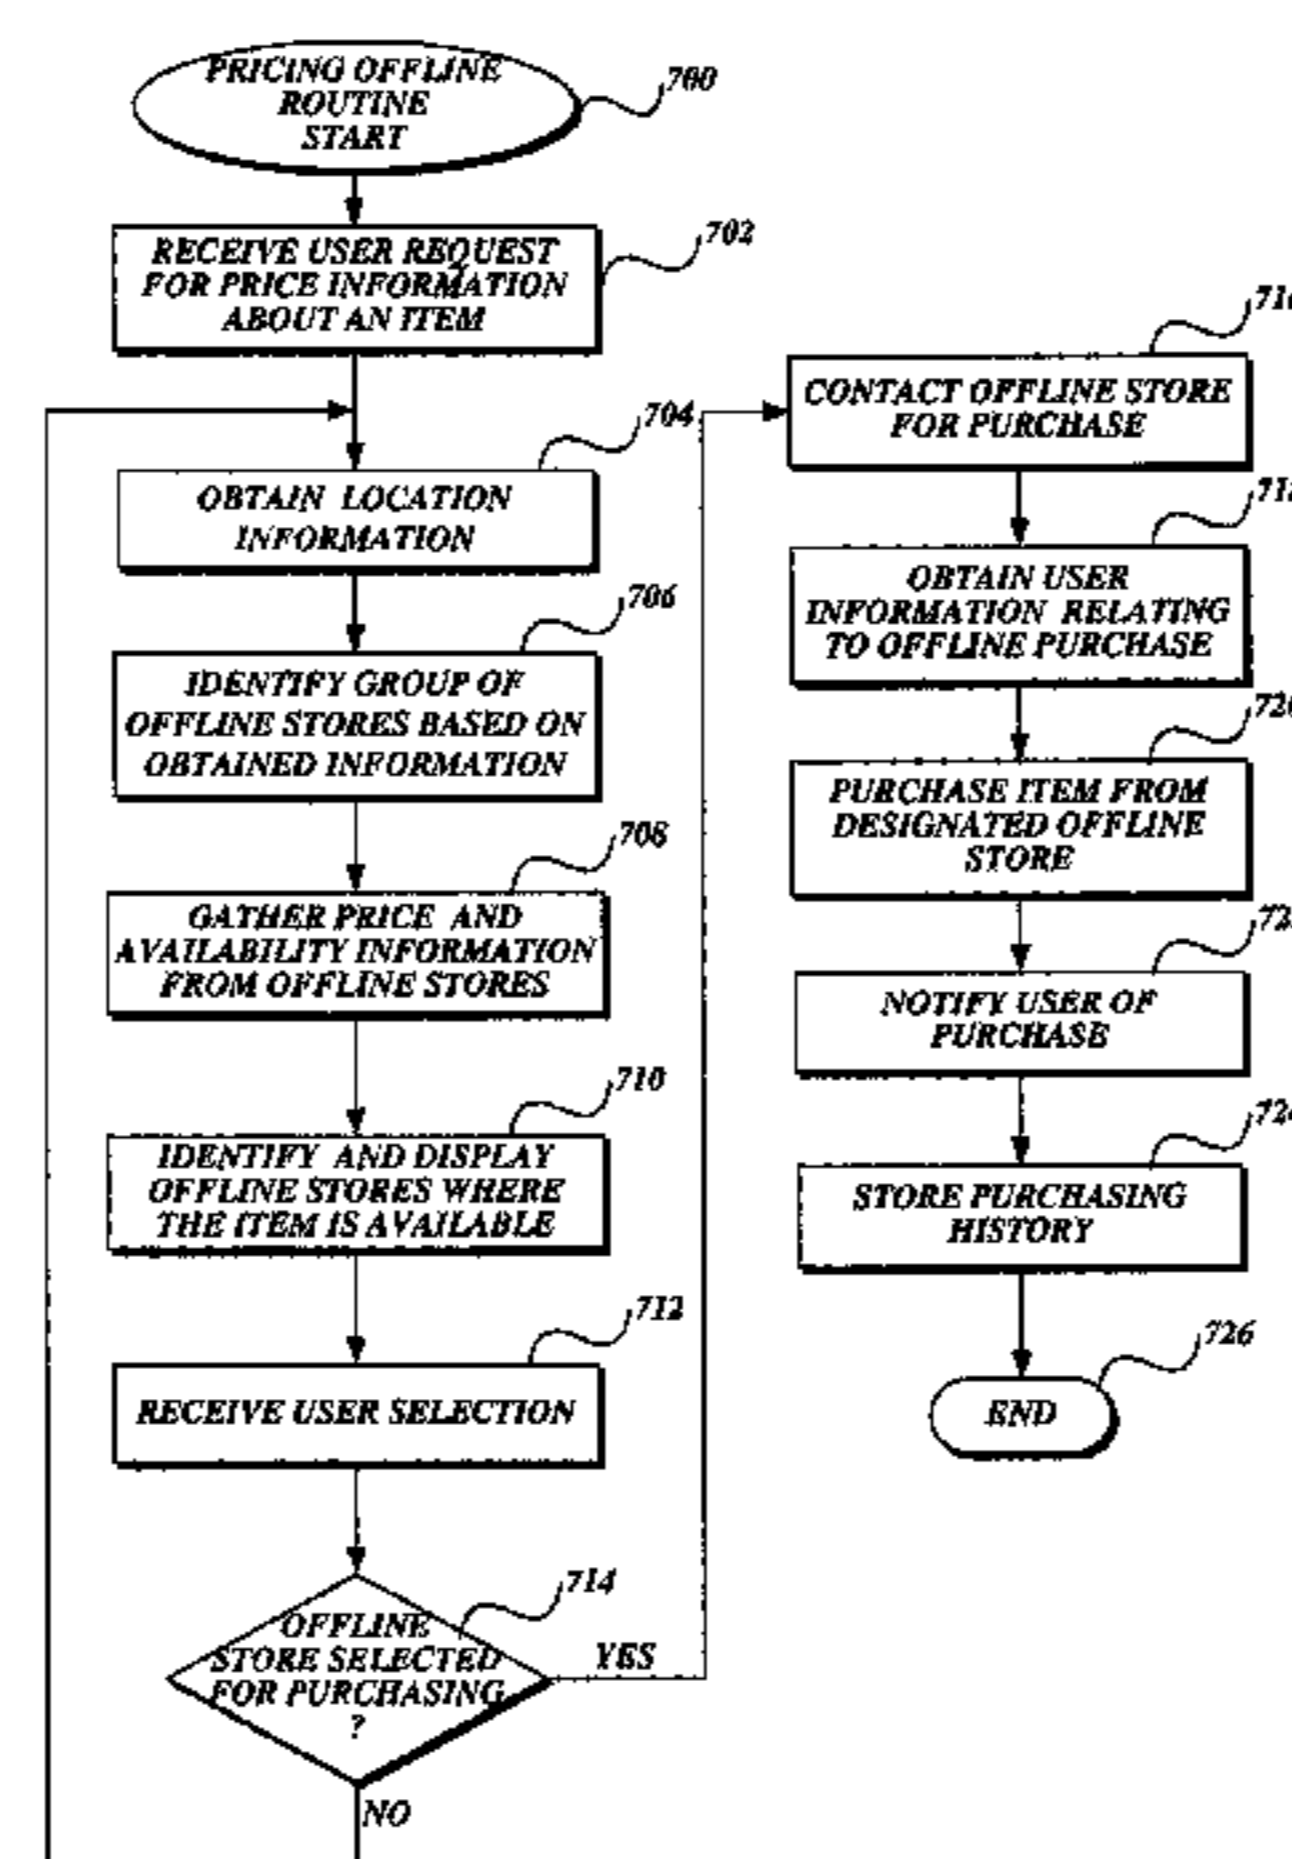 PRICING OFFLINE
ROUTINE
START
700
RECEIVE USER REQUEST
FOR PRICE INFORMATION
ABOUT AN ITEM
702
OBTAIN LOCATION
INFORMATION
704
IDENTIFY GROUP OF
OFFLINE STORES BASED ON
OBTAINED INFORMATION
706
GATHER PRICE AND
AVAILABILITY INFORMATION
FROM OFFLINE STORES
708
IDENTIFY AND DISPLAY
OFFLINE STORES WHERE
THE ITEM IS AVAILABLE
710
RECEIVE USER SELECTION
712
OFFLINE
STORE SELECTED
FOR PURCHASING
?
714
YES
NO
CONTACT OFFLINE STORE
FOR PURCHASE
OBTAIN USER
INFORMATION RELATING
TO OFFLINE PURCHASE
PURCHASE ITEM FROM
DESIGNATED OFFLINE
STORE
NOTIFY USER OF
PURCHASE
STORE PURCHASING
HISTORY
END
726